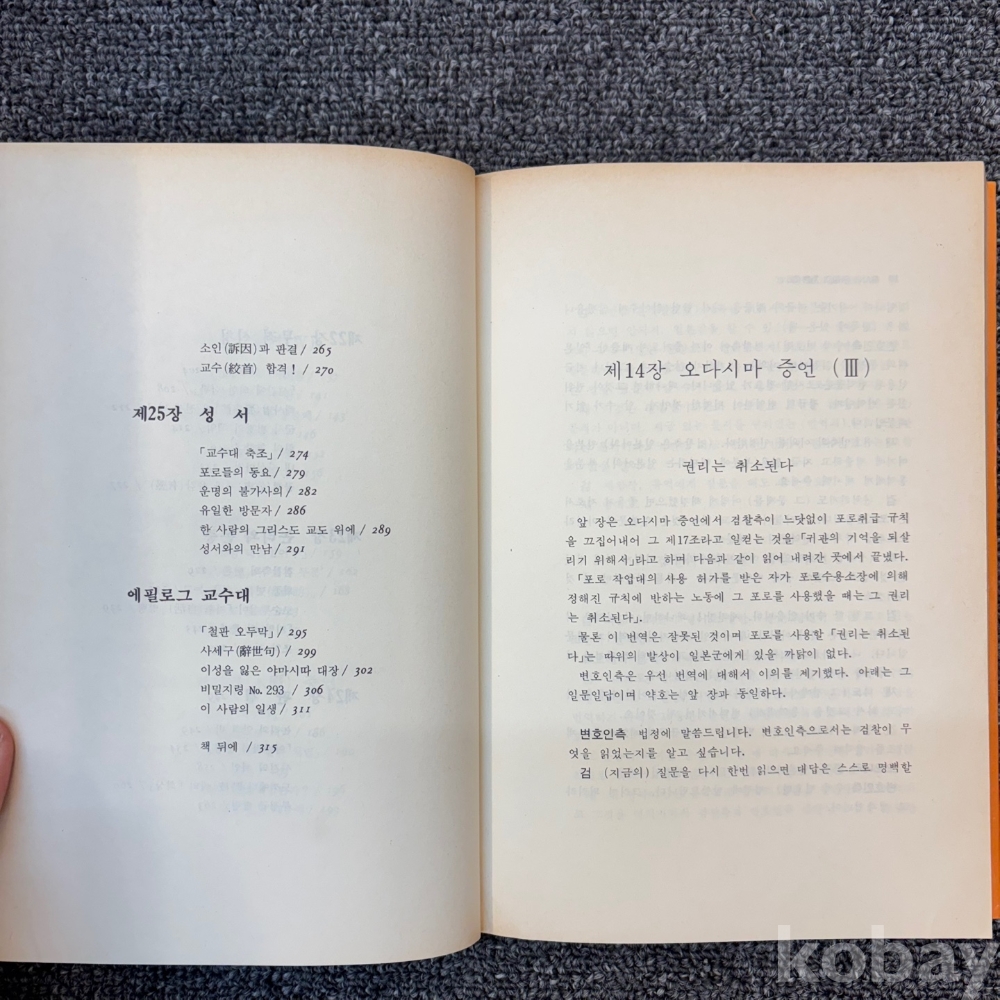 소인(訴因)과 판결 / 265
교수(絞首) 합격! / 270
제25장 성 서
「교수대 축조」/ 274
포로들의 동요 / 279
운명의 불가사의 / 282
유일한 방문자 / 286
한 사람의 그리스도 교도 위에 / 289
성서와의 만남 / 291
에필로그 교수대
「철판 오두막」/ 295
사세구(辭世句) / 299
이성을 잃은 야마시따 대장 / 302
비밀지령 No. 293 / 306
이 사람의 일생 / 311
책 뒤에 / 315
제14장 오다시마 증언 (Ⅲ)
권리는 취소된다
앞 장은 오다시마 증언에서 검찰측이 느닷없이 포로취급 규칙
을 끄집어내어 그 제17조라고 일컫는 것을 「귀관의 기억을 되살
리기 위해서」라고 하며 다음과 같이 읽어 내려간 곳에서 끝냈다.
「포로 작업대의 사용 허가를 받은 자가 포로수용소장에 의해
정해진 규칙에 반하는 노동에 그 포로를 사용했을 때는 그 권리
는 취소된다」.
물론 이 번역은 잘못된 것이며 포로를 사용할 「권리는 취소된
다」는 따위의 발상이 일본군에게 있을 까닭이 없다.
변호인측은 우선 번역에 대해서 이의를 제기했다. 아래는 그
일문일답이며 약호는 앞 장과 동일하다.
변호인측 법정에 말씀드립니다. 변호인측으로서는 검찰이 무
엇을 읽었는지를 알고 싶습니다.
검 (지금의) 질문을 다시 한번 읽으면 대답은 스스로 명백할
kobay